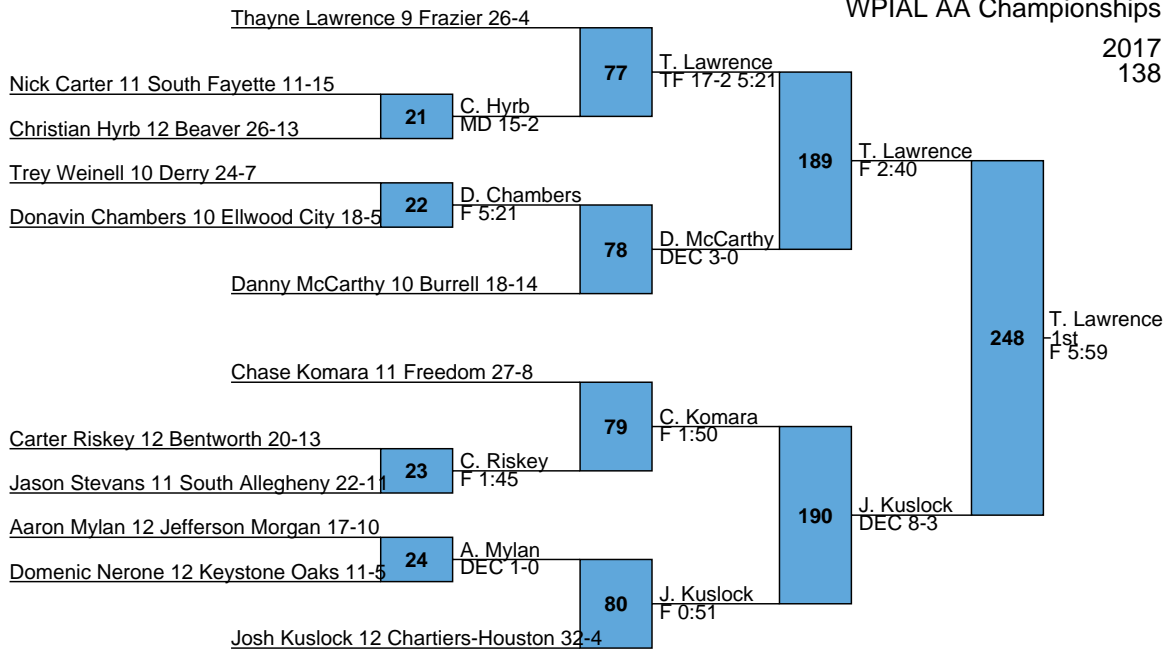 WPIAL AA Championships
2017
138
Thayne Lawrence 9 Frazier 26-4
77
T. Lawrence
TF 17-2 5:21
Nick Carter 11 South Fayette 11-15
21
C. Hyrb
MD 15-2
Christian Hyrb 12 Beaver 26-13
189
T. Lawrence
F 2:40
Trey Weinell 10 Derry 24-7
22
D. Chambers
F 5:21
Donavin Chambers 10 Ellwood City 18-5
78
D. McCarthy
DEC 3-0
Danny McCarthy 10 Burrell 18-14
248
T. Lawrence
1st
F 5:59
Chase Komara 11 Freedom 27-8
79
C. Komara
F 1:50
Carter Riskey 12 Bentworth 20-13
23
C. Riskey
F 1:45
Jason Stevans 11 South Allegheny 22-11
190
J. Kuslock
DEC 8-3
Aaron Mylan 12 Jefferson Morgan 17-10
24
A. Mylan
DEC 1-0
Domenic Nerone 12 Keystone Oaks 11-5
80
J. Kuslock
F 0:51
Josh Kuslock 12 Chartiers-Houston 32-4